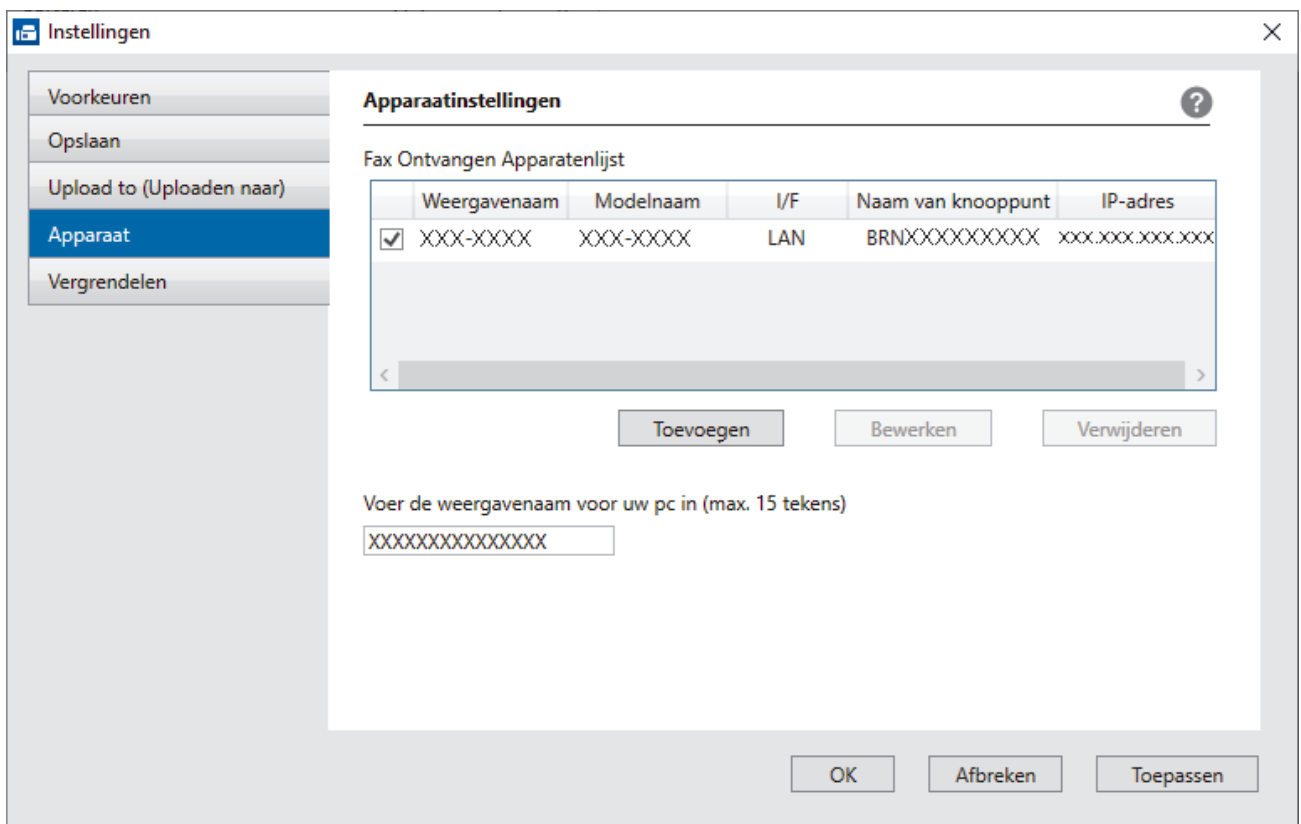 Instellingen
Voorkeuren
Opslaan
Upload to (Uploaden naar)
Apparaat
Vergrendelen
Apparaatinstellingen
?
Fax Ontvangen Apparatenlijst
Weergavenaam Modelnaam I/F Naam van knooppunt IP-adres
XXX-XXXX XXX-XXXX LAN BRNXXXXXXXXX xxx.xxx.xxx.xxx
Toevoegen Bewerken Verwijderen
Voer de weergavenaam voor uw pc in (max. 15 tekens)
XXXXXXXXXXXXXXX
OK Afbreken Toepassen